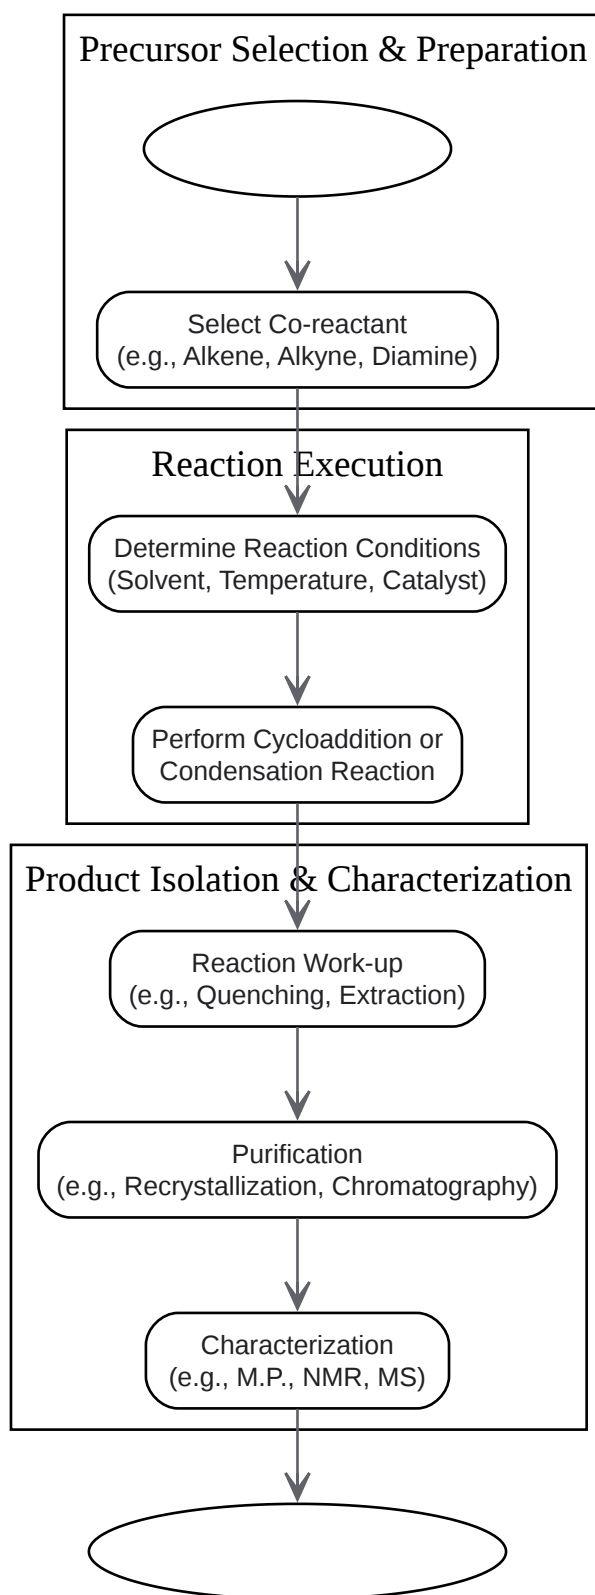 Precursor Selection & Preparation
Select Co-reactant
(e.g., Alkene, Alkyne, Diamine)
Reaction Execution
Determine Reaction Conditions
(Solvent, Temperature, Catalyst)
Perform Cycloaddition or
Condensation Reaction
Product Isolation & Characterization
Reaction Work-up
(e.g., Quenching, Extraction)
Purification
(e.g., Recrystallization, Chromatography)
Characterization
(e.g., M.P., NMR, MS)